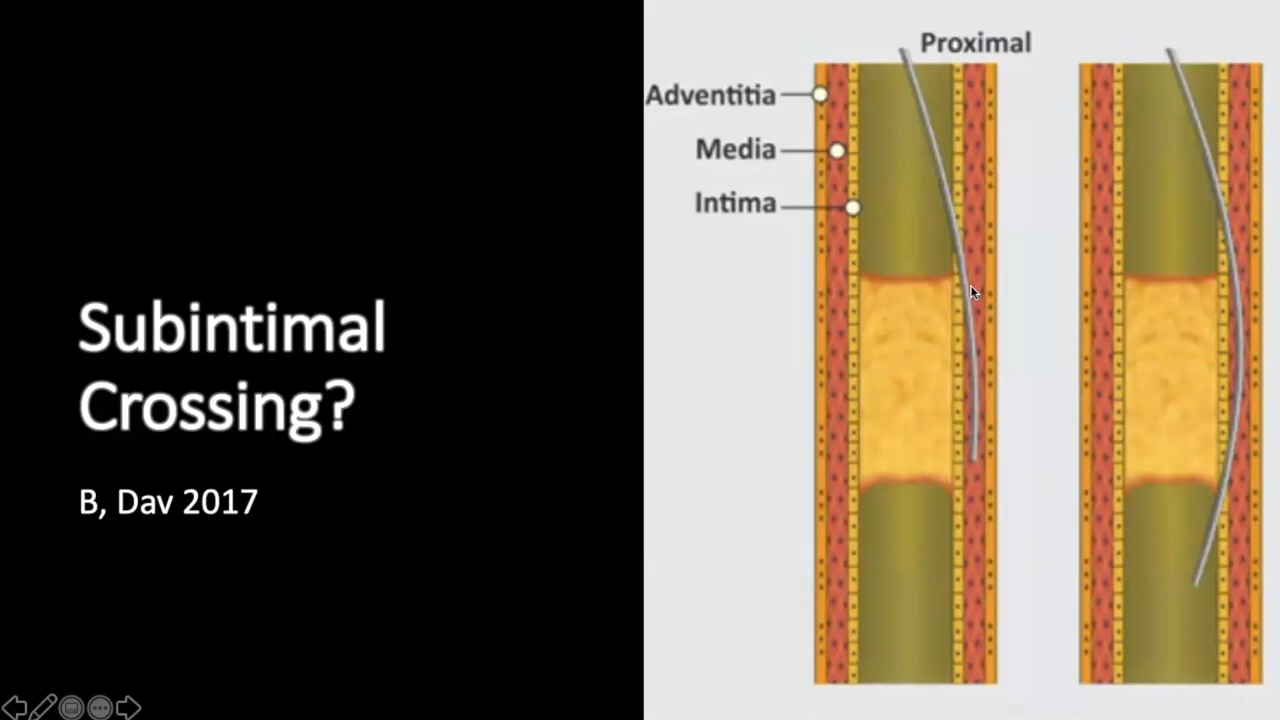 Subintimal
Crossing?
B, Dav 2017
Proximal
Adventitia
Media
Intima